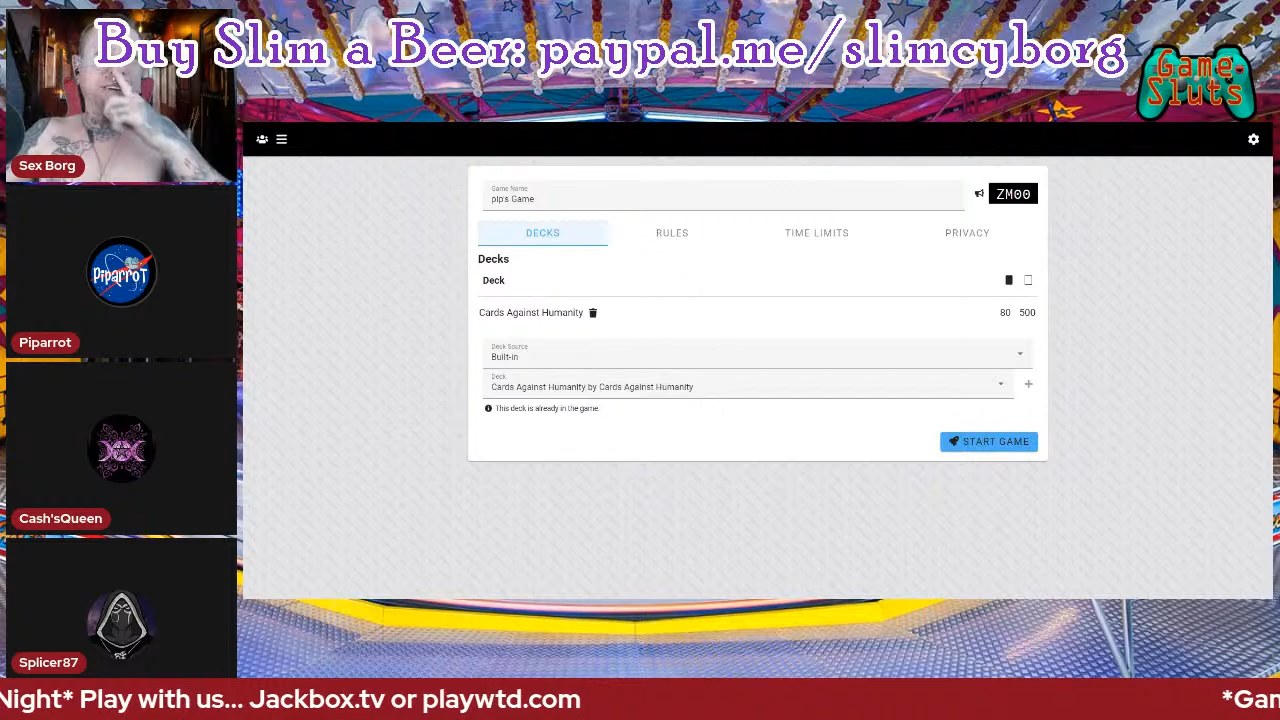 Buy Slim a Beer: paypal.me/slimcyborg
Game-
Sluts
Sex Borg
Piparrot
Piparrot
Cash'sQueen
Splicer87
Game Name
pip's Game
ZM00
DECKS
RULES
TIME LIMITS
PRIVACY
Decks
Deck
Cards Against Humanity
80 500
Deck Source
Built-in
Deck
Cards Against Humanity by Cards Against Humanity
This deck is already in the game.
START GAME
Night* Play with us... Jackbox.tv or playwtd.com
*Gan